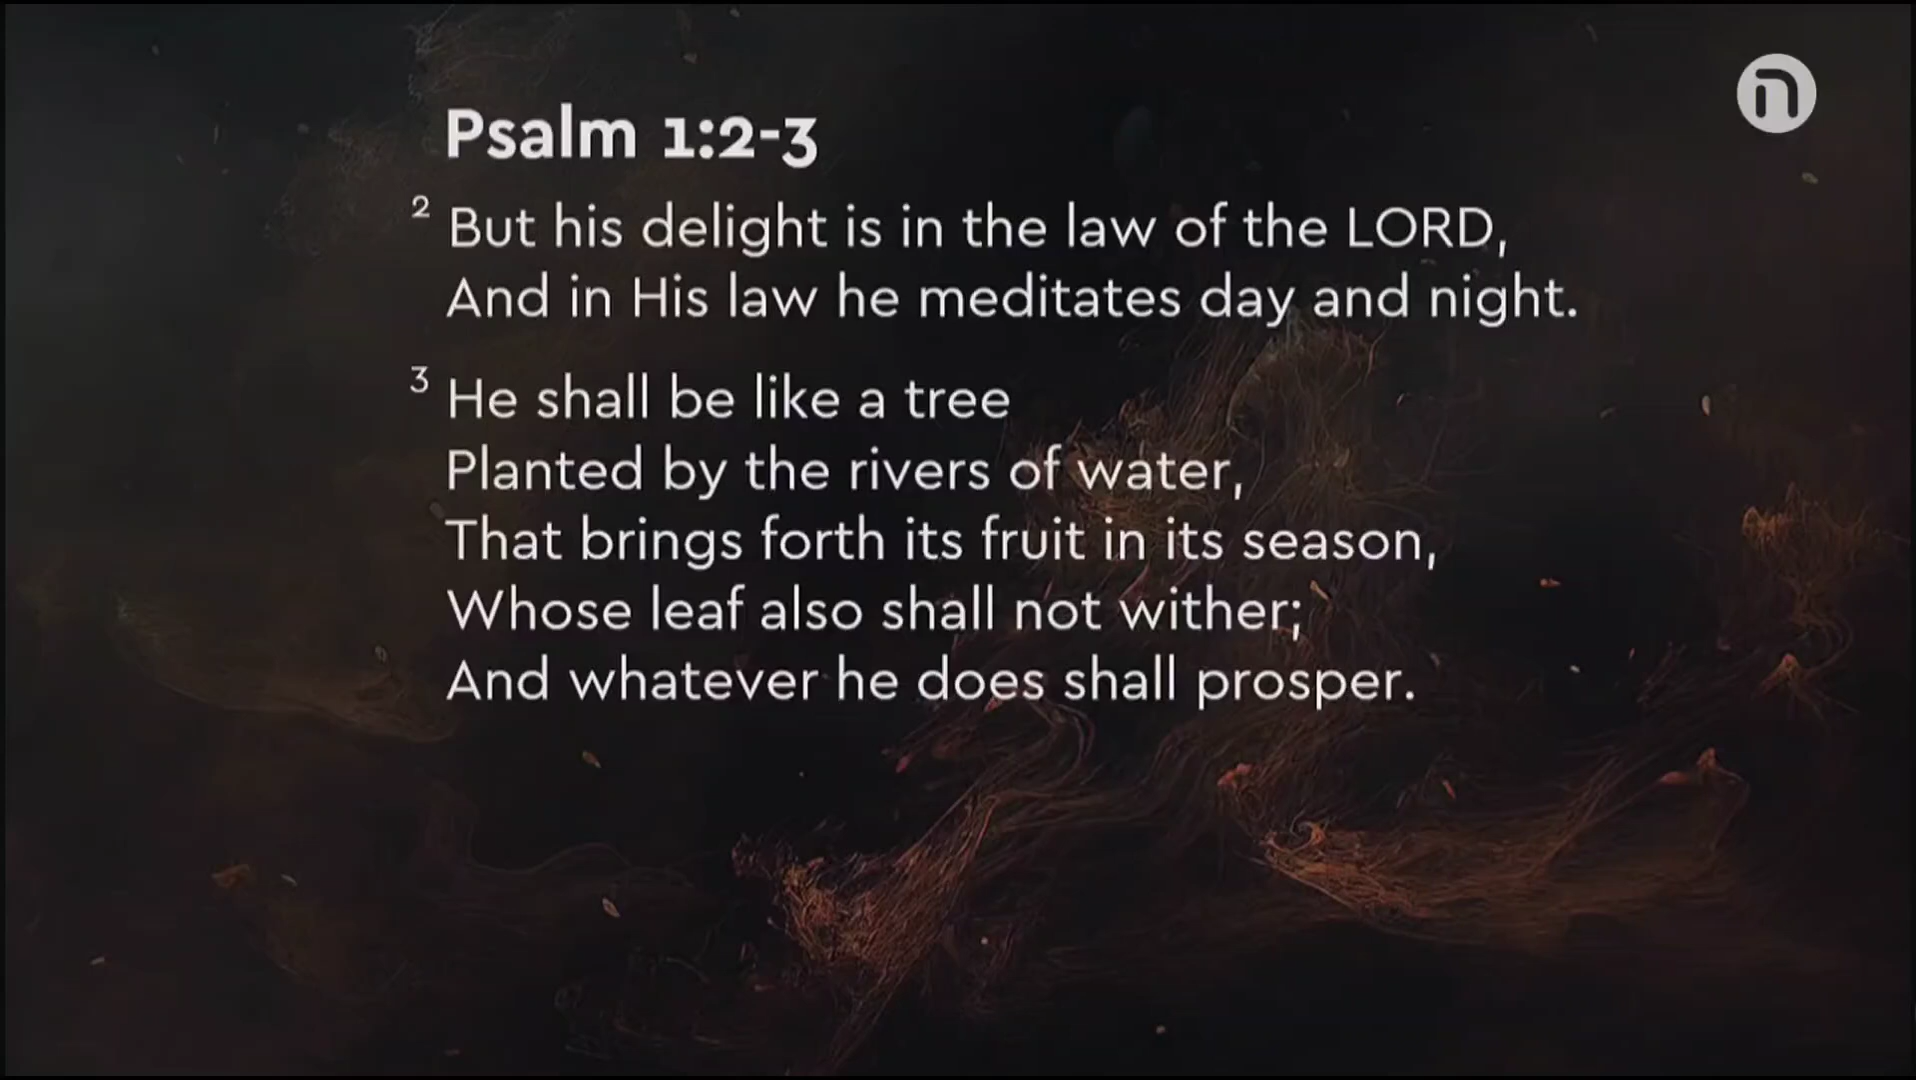 Psalm 1:2-3
2 But his delight is in the law of the LORD,
And in His law he meditates day and night.
3 He shall be like a tree
Planted by the rivers of water,
That brings forth its fruit in its season,
Whose leaf also shall not wither;
And whatever he does shall prosper.